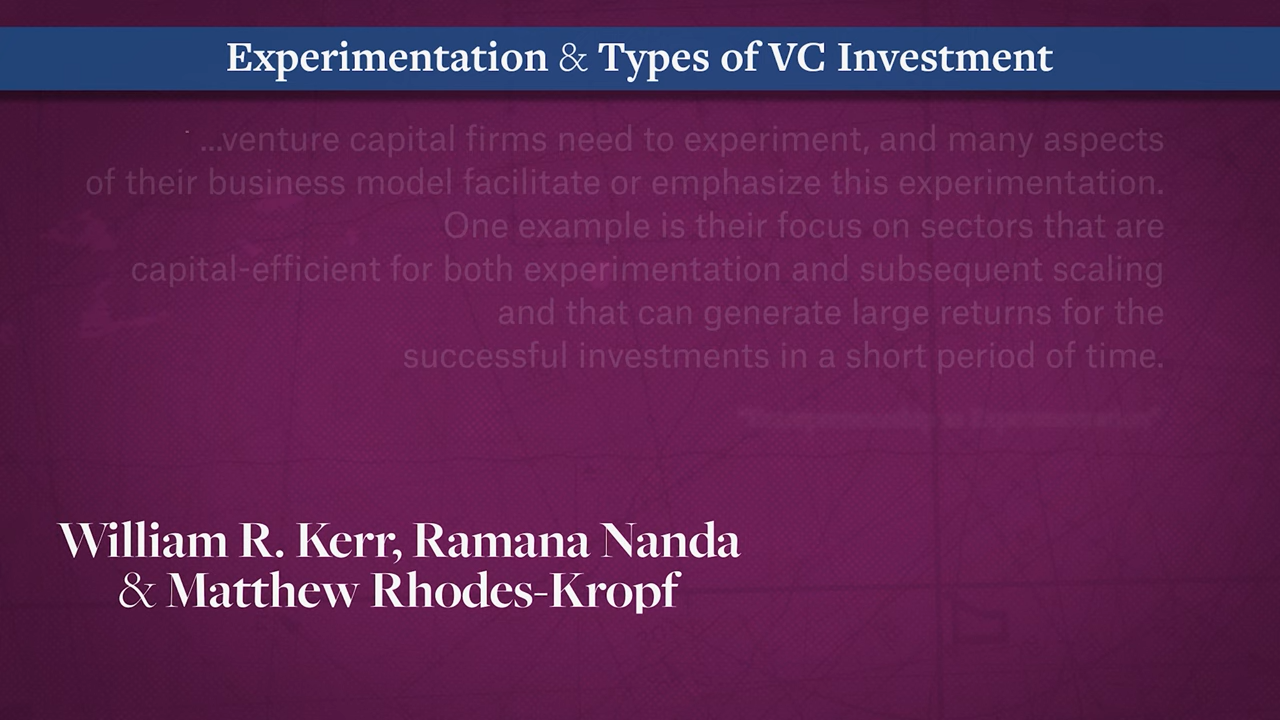 Experimentation & Types of VC Investment
...venture capital firms need to experiment, and many aspects
of their business model facilitate or emphasize this experimentation.
One example is their focus on sectors that are
capital-efficient for both experimentation and subsequent scaling
and that can generate large returns for the
successful investments in a short period of time.
William R. Kerr, Ramana Nanda
& Matthew Rhodes-Kropf